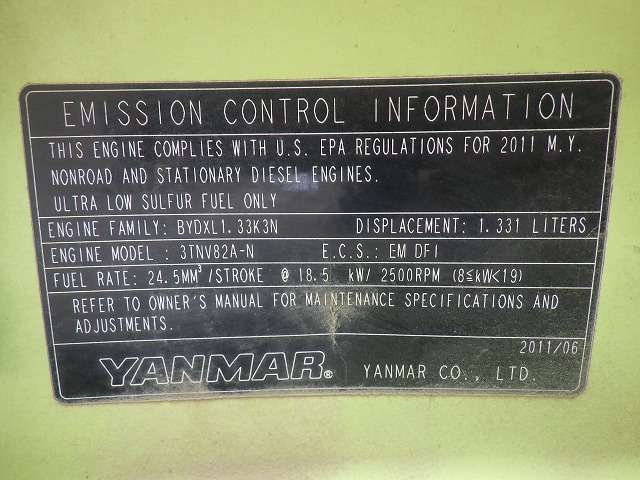 EMISSION CONTROL INFORMATION
THIS ENGINE COMPLIES WITH U.S. EPA REGULATIONS FOR 2011 M.Y.
NONROAD AND STATIONARY DIESEL ENGINES.
ULTRA LOW SULFUR FUEL ONLY
ENGINE FAMILY: BYDXL1.33K3N DISPLACEMENT: 1.331 LITERS
ENGINE MODEL : 3TNV82A-N E.C.S.: EM DFI
FUEL RATE: 24.5MM³/STROKE @ 18.5 kW/ 2500RPM (8≦kW<19)
REFER TO OWNER'S MANUAL FOR MAINTENANCE SPECIFICATIONS AND
ADJUSTMENTS.
2011/06
YANMAR® YANMAR CO., LTD.